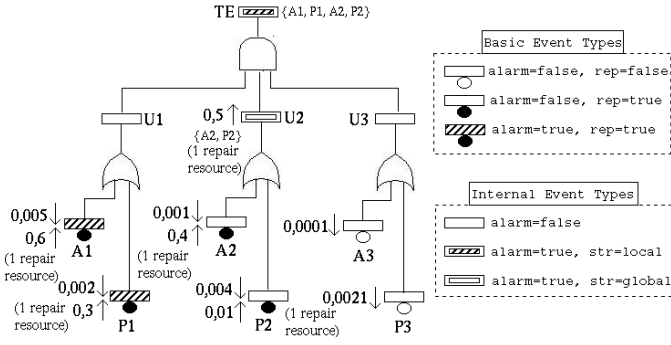 TE {A1, P1, A2, P2}
Basic Event Types
alarm=false, rep=false
alarm=false, rep=true
alarm=true, rep=true
U1
0,5
U2
{A2, P2}
(1 repair
resource)
U3
Internal Event Types
alarm=false
alarm=true, str=local
alarm=true, str=global
0,005
0,6
(1 repair
resource)
A1
0,001
0,4
(1 repair
resource)
A2
0,0001
A3
0,002
(1 repair
resource)
0,3
P1
0,004
0,01
(1 repair
resource)
P2
0,0021
P3